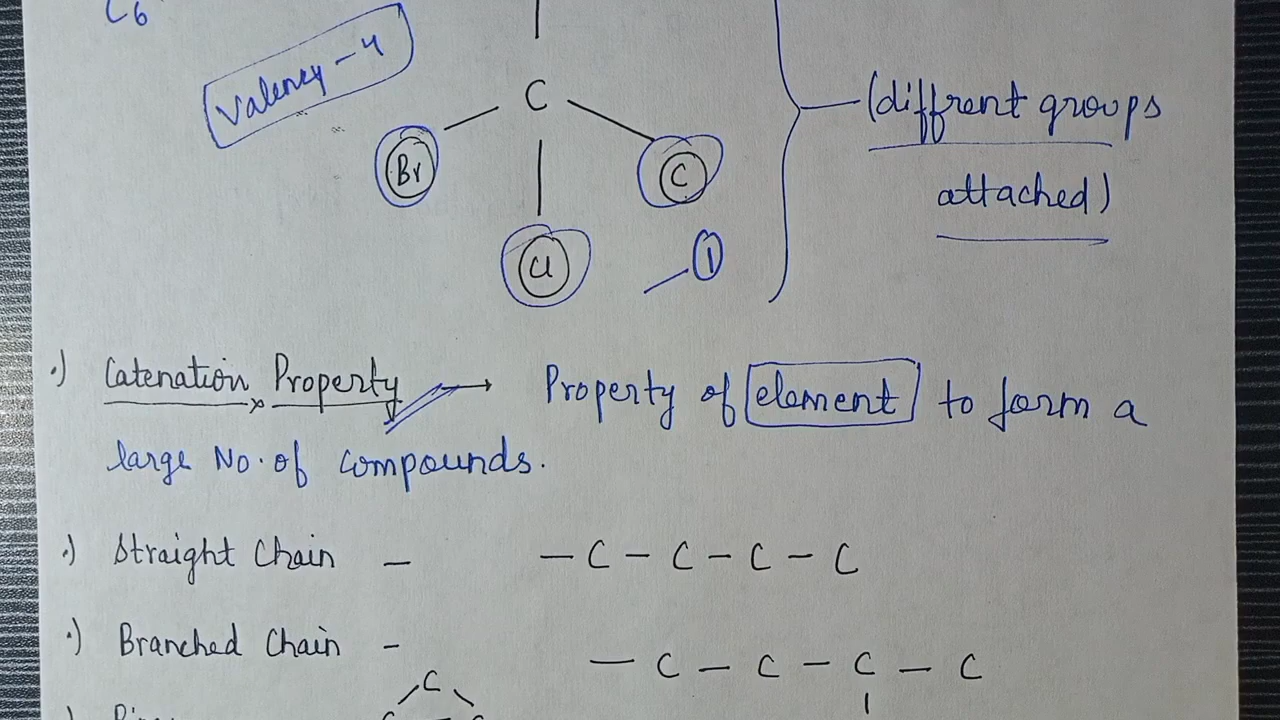 C6
Valency - 4
C
Br
C
Cl
I
(diffrent groups
attached)
•) Catenation Property → Property of element to form a
large No. of compounds.
•) Straight Chain - - C - C - C - C
•) Branched Chain - - C - C - C - C
C